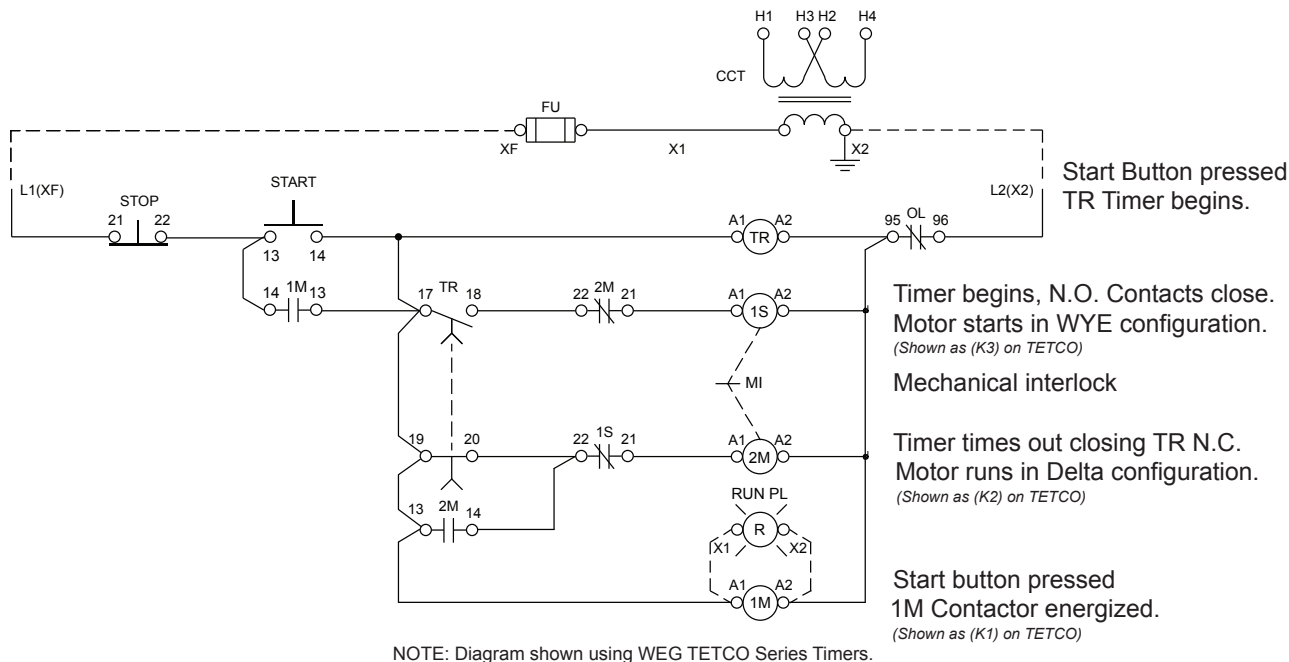 H1 H3 H2 H4
CCT
FU
XF X1 X2
L1(XF)
STOP
START
L2(X2)
Start Button pressed
TR Timer begins.
21 22
13 14
A1 A2
TR
95 OL 96
14 1M 13
17 TR 18
22 2M 21
A1 A2
1S
Timer begins, N.O. Contacts close.
Motor starts in WYE configuration.
(Shown as (K3) on TETCO)
MI
Mechanical interlock
19 20
22 1S 21
A1 A2
2M
Timer times out closing TR N.C.
Motor runs in Delta configuration.
(Shown as (K2) on TETCO)
13 2M 14
RUN PL
R
X1 X2
A1 A2
1M
Start button pressed
1M Contactor energized.
(Shown as (K1) on TETCO)
NOTE: Diagram shown using WEG TETCO Series Timers.